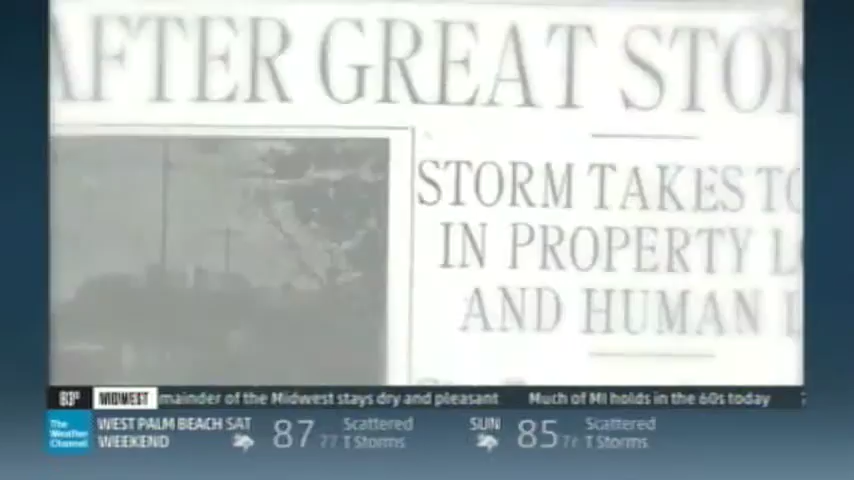 AFTER GREAT STO
STORM TAKES TO
IN PROPERTY L
AND HUMAN L
83° MIDWEST mainder of the Midwest stays dry and pleasant Much of MI holds in the 60s today
The Weather Channel
WEST PALM BEACH SAT 87 77 Scattered T Storms SUN 85 76 Scattered T Storms
WEEKEND